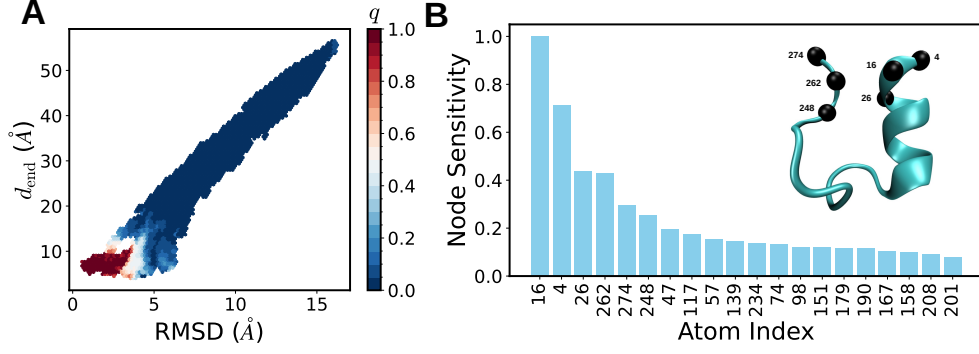 A
q
1.0
0.8
0.6
0.4
0.2
0.0
d_end (Å)
50
40
30
20
10
0 5 10 15
RMSD (Å)
B
Node Sensitivity
1.0
0.8
0.6
0.4
0.2
0.0
274
262
248
16
4
26
16 4 26 262 274 248 47 117 57 139 134 74 98 151 179 190 167 158 208 201
Atom Index